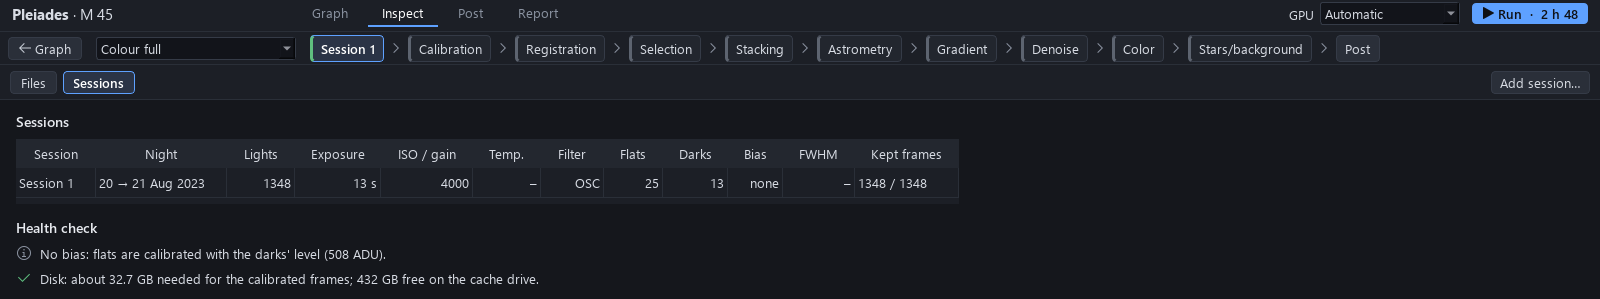 Pleiades · M 45 Graph Inspect Post Report GPU Automatic ▶ Run · 2 h 48
← Graph Colour full Session 1 > Calibration > Registration > Selection > Stacking > Astrometry > Gradient > Denoise > Color > Stars/background > Post
Files Sessions Add session...
Sessions
Session Night Lights Exposure ISO / gain Temp. Filter Flats Darks Bias FWHM Kept frames
Session 1 20 → 21 Aug 2023 1348 13 s 4000 – OSC 25 13 none – 1348 / 1348
Health check
No bias: flats are calibrated with the darks' level (508 ADU).
Disk: about 32.7 GB needed for the calibrated frames; 432 GB free on the cache drive.